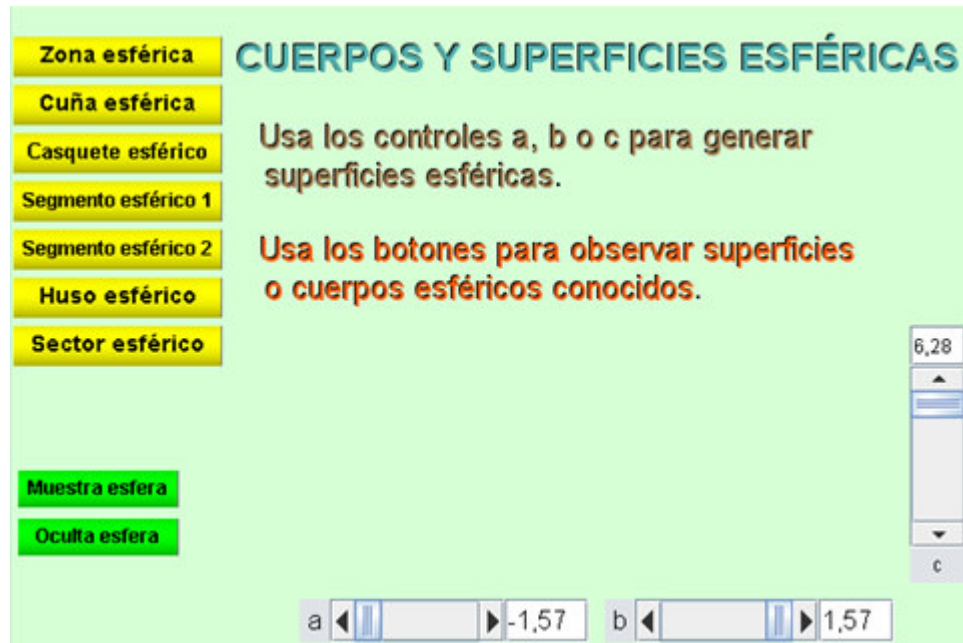 CUERPOS Y SUPERFICIES ESFÉRICAS
Zona esférica
Cuña esférica
Casquete esférico
Segmento esférico 1
Segmento esférico 2
Huso esférico
Sector esférico
Usa los controles a, b o c para generar
superficies esféricas.
Usa los botones para observar superficies
o cuerpos esféricos conocidos.
6,28
c
Muestra esfera
Oculta esfera
a -1,57 b 1,57